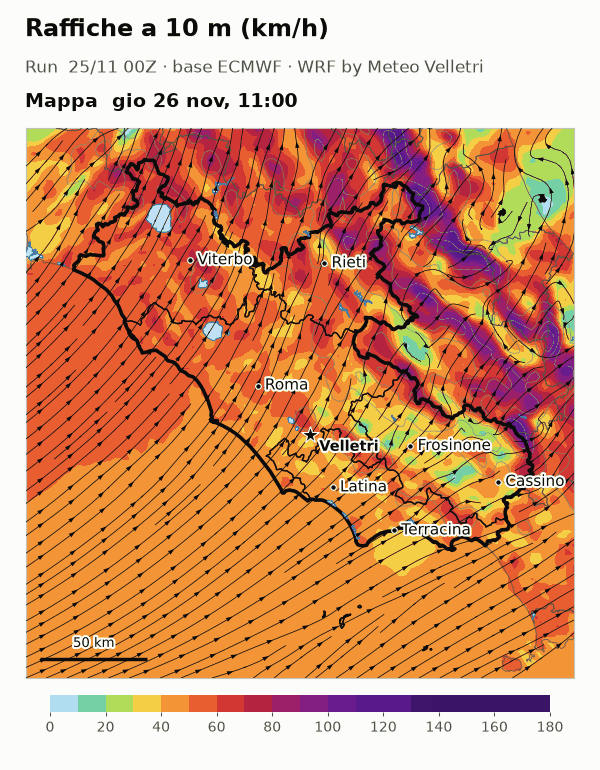 Raffiche a 10 m (km/h)
Run  25/11 00Z · base ECMWF · WRF by Meteo Velletri
Mappa  gio 26 nov, 11:00
Viterbo
Rieti
Roma
Velletri
Frosinone
Latina
Cassino
Terracina
50 km
0 20 40 60 80 100 120 140 160 180